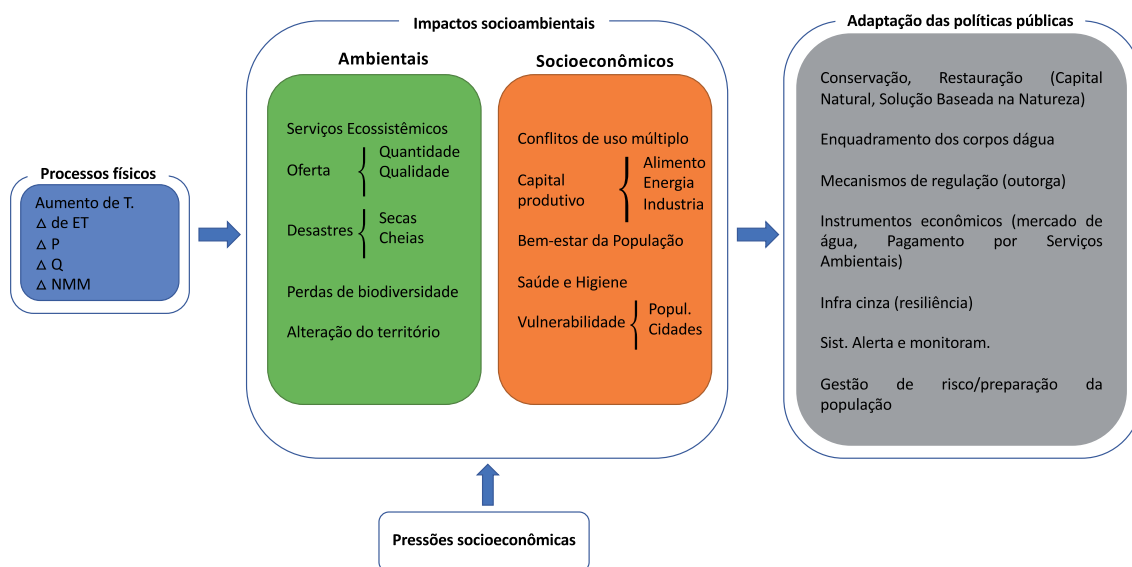 Processos físicos
Aumento de T.
△ de ET
△ P
△ Q
△ NMM
Impactos socioambientais
Ambientais
Serviços Ecossistêmicos
Oferta
Quantidade
Qualidade
Desastres
Secas
Cheias
Perdas de biodiversidade
Alteração do território
Socioeconômicos
Conflitos de uso múltiplo
Capital
produtivo
Alimento
Energia
Industria
Bem-estar da População
Saúde e Higiene
Vulnerabilidade
Popul.
Cidades
Pressões socioeconômicas
Adaptação das políticas públicas
Conservação, Restauração (Capital
Natural, Solução Baseada na Natureza)
Enquadramento dos corpos dágua
Mecanismos de regulação (outorga)
Instrumentos econômicos (mercado de
água, Pagamento por Serviços
Ambientais)
Infra cinza (resiliência)
Sist. Alerta e monitoram.
Gestão de risco/preparação da
população